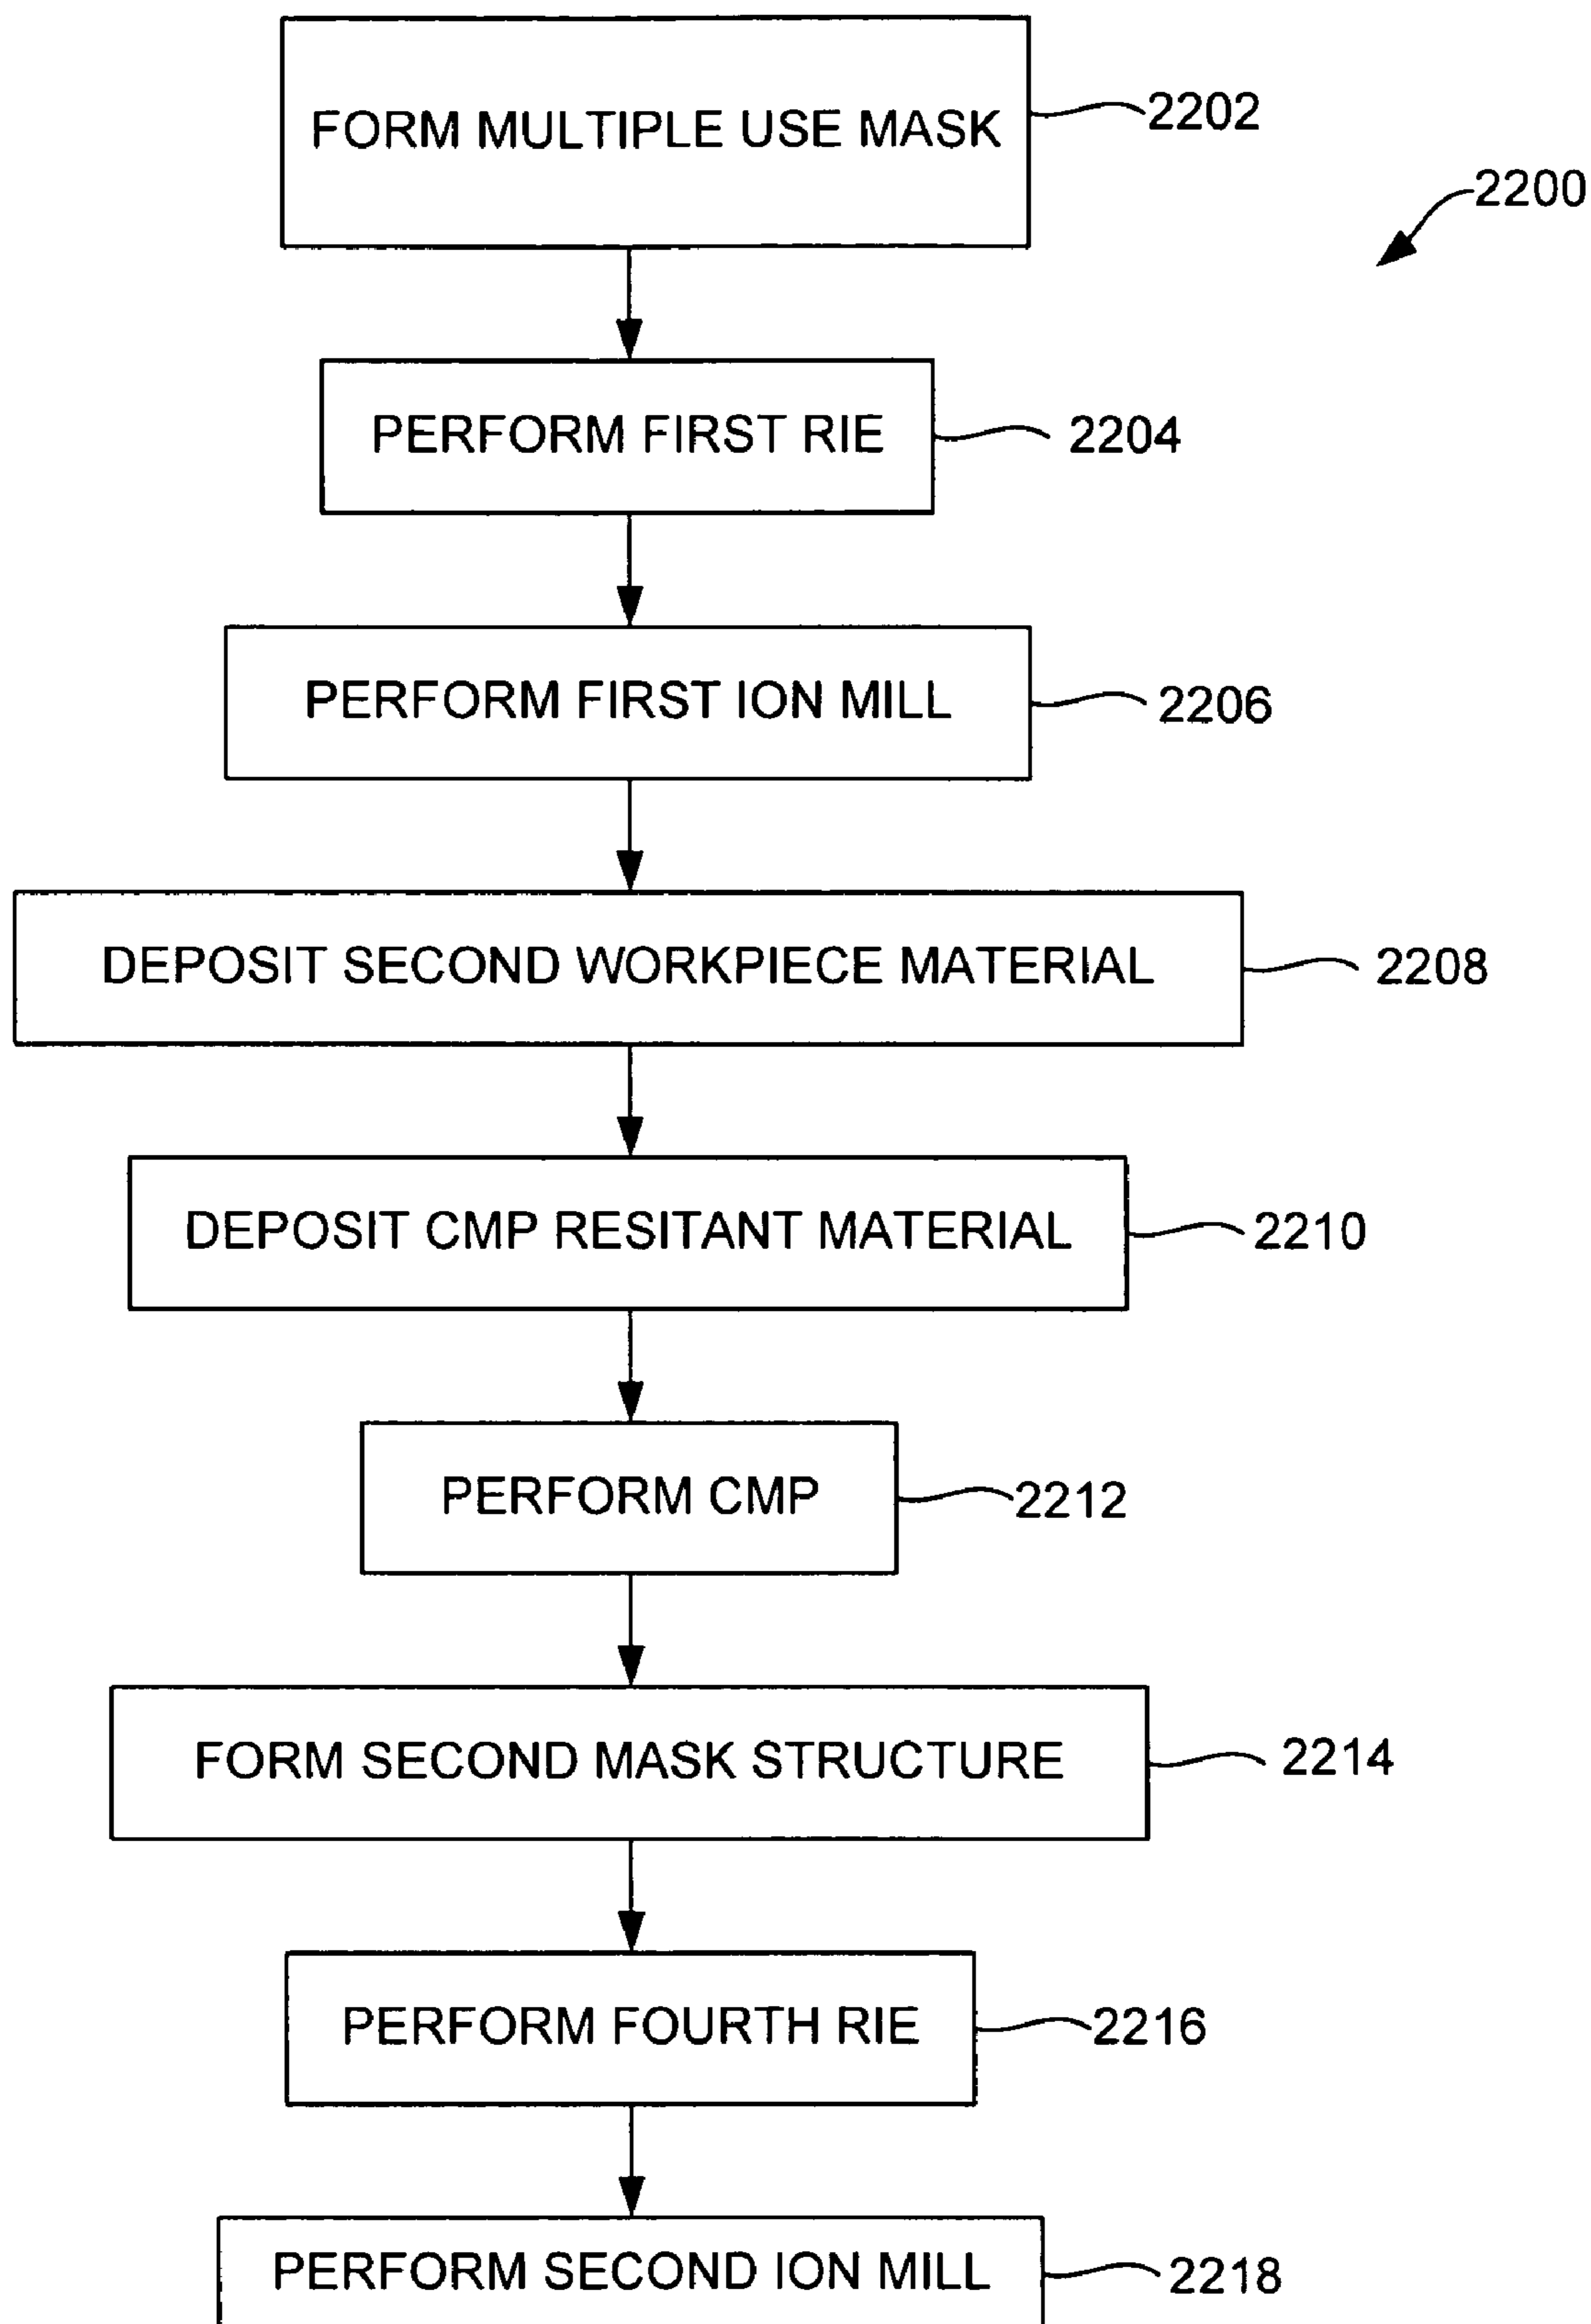 FORM MULTIPLE USE MASK
2202
2200
PERFORM FIRST RIE
2204
PERFORM FIRST ION MILL
2206
DEPOSIT SECOND WORKPIECE MATERIAL
2208
DEPOSIT CMP RESITANT MATERIAL
2210
PERFORM CMP
2212
FORM SECOND MASK STRUCTURE
2214
PERFORM FOURTH RIE
2216
PERFORM SECOND ION MILL
2218